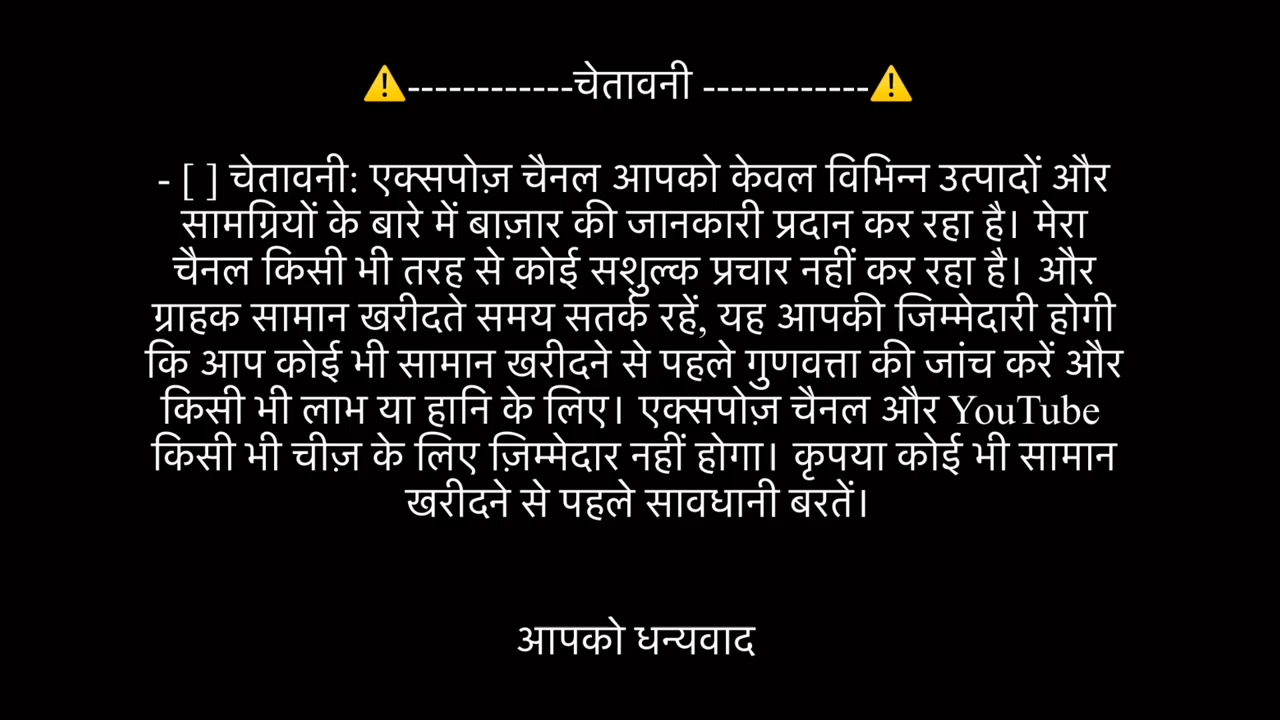 ⚠️------------चेतावनी ------------⚠️
- [ ] चेतावनी: एक्सपोज़ चैनल आपको केवल विभिन्न उत्पादों और
सामग्रियों के बारे में बाज़ार की जानकारी प्रदान कर रहा है। मेरा
चैनल किसी भी तरह से कोई सशुल्क प्रचार नहीं कर रहा है। और
ग्राहक सामान खरीदते समय सतर्क रहें, यह आपकी जिम्मेदारी होगी
कि आप कोई भी सामान खरीदने से पहले गुणवत्ता की जांच करें और
किसी भी लाभ या हानि के लिए। एक्सपोज़ चैनल और YouTube
किसी भी चीज़ के लिए ज़िम्मेदार नहीं होगा। कृपया कोई भी सामान
खरीदने से पहले सावधानी बरतें।
आपको धन्यवाद